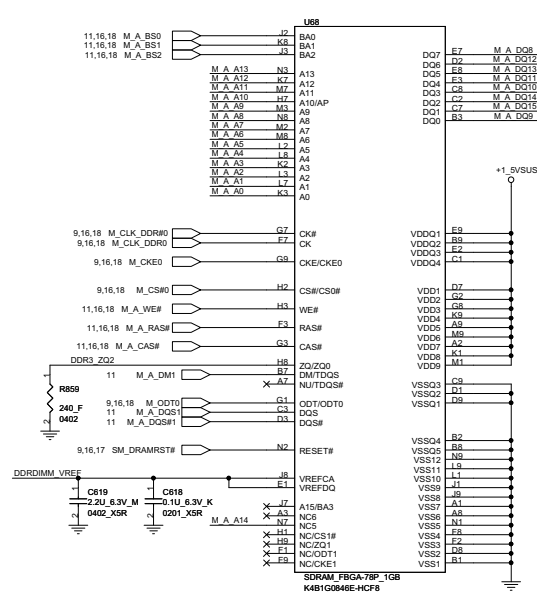 U68
11,16,18 M_A_BS0 J2 BA0
11,16,18 M_A_BS1 K8 BA1
11,16,18 M_A_BS2 J3 BA2
M_A_A13 N3 A13
M_A_A12 K7 A12
M_A_A11 M7 A11
M_A_A10 H7 A10/AP
M_A_A9 M3 A9
M_A_A8 N8 A8
M_A_A7 M2 A7
M_A_A6 M8 A6
M_A_A5 L2 A5
M_A_A4 L8 A4
M_A_A3 K2 A3
M_A_A2 L3 A2
M_A_A1 L7 A1
M_A_A0 K3 A0
DQ7 E7 M_A_DQ8
DQ6 D2 M_A_DQ12
DQ5 E8 M_A_DQ13
DQ4 E3 M_A_DQ11
DQ3 C8 M_A_DQ10
DQ2 C2 M_A_DQ14
DQ1 C7 M_A_DQ15
DQ0 B3 M_A_DQ9
+1_5VSUS
9,16,18 M_CLK_DDR#0 G7 CK#
9,16,18 M_CLK_DDR0 F7 CK
9,16,18 M_CKE0 G9 CKE/CKE0
9,16,18 M_CS#0 H2 CS#/CS0#
11,16,18 M_A_WE# H3 WE#
11,16,18 M_A_RAS# F3 RAS#
11,16,18 M_A_CAS# G3 CAS#
DDR3_ZQ2 H8 ZQ/ZQ0
11 M_A_DM1 B7 DM/TDQS
A7 NU/TDQS#
1
R859
240_F
0402
2
9,16,18 M_ODT0 G1 ODT/ODT0
11 M_A_DQS1 C3 DQS
11 M_A_DQS#1 D3 DQS#
9,16,17 SM_DRAMRST# N2 RESET#
DDRDIMM_VREF J8 VREFCA
E1 VREFDQ
1
C619
2.2U_6.3V_M
2
0402_X5R
1
C618
0.1U_6.3V_K
2
0201_X5R
J7 A15/BA3
A3 NC6
M_A_A14 N7 NC5
H1 NC/CS1#
H9 NC/ZQ1
F1 NC/ODT1
F9 NC/CKE1
VDDQ1 E9
VDDQ2 B9
VDDQ3 E2
VDDQ4 C1
VDD1 D7
VDD2 G2
VDD3 G8
VDD4 K9
VDD5 A9
VDD6 M9
VDD7 A2
VDD8 K1
VDD9 M1
VSSQ3 C9
VSSQ2 D1
VSSQ1 D9
VSSQ4 B2
VSSQ5 B8
VSS12 N9
VSS11 L9
VSS10 L1
VSS9 J1
VSS8 J9
VSS7 A1
VSS6 A8
VSS5 N1
VSS4 F8
VSS3 F2
VSS2 D8
VSS1 B1
SDRAM_FBGA-78P_1GB
K4B1G0846E-HCF8